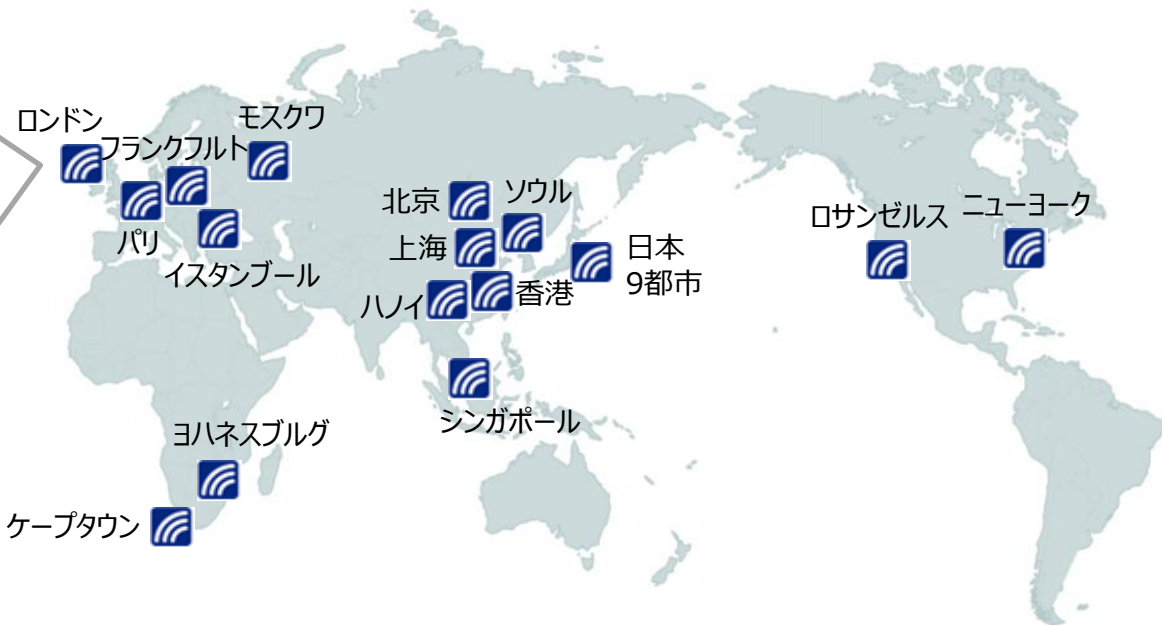 ロンドン
モスクワ
フランクフルト
パリ
イスタンブール
北京
ソウル
上海
日本
9都市
ハノイ
香港
シンガポール
ロサンゼルス
ニューヨーク
ヨハネスブルグ
ケープタウン